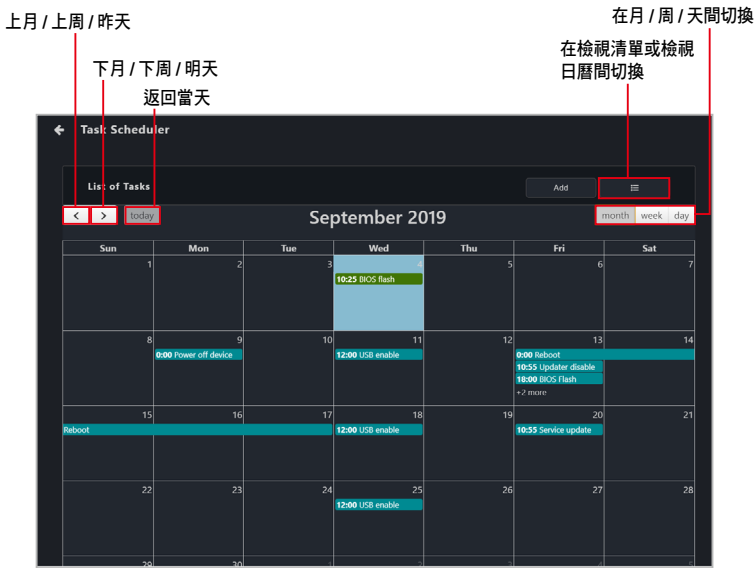 上月 / 上周 / 昨天
在月 / 周 / 天間切換
在檢視清單或檢視
日曆間切換
下月 / 下周 / 明天
返回當天
Task Scheduler
List of Tasks
Add
today
September 2019
month week day
Sun Mon Tue Wed Thu Fri Sat
1 2 3 4 5 6 7
10:25 BIOS flash
8 9 10 11 12 13 14
0:00 Power off device
12:00 USB enable
0:00 Reboot
10:55 Updater disable
18:00 BIOS Flash
+2 more
15 16 17 18 19 20 21
Reboot
12:00 USB enable
10:55 Service update
22 23 24 25 26 27 28
12:00 USB enable
29 30 1 2 3 4 5